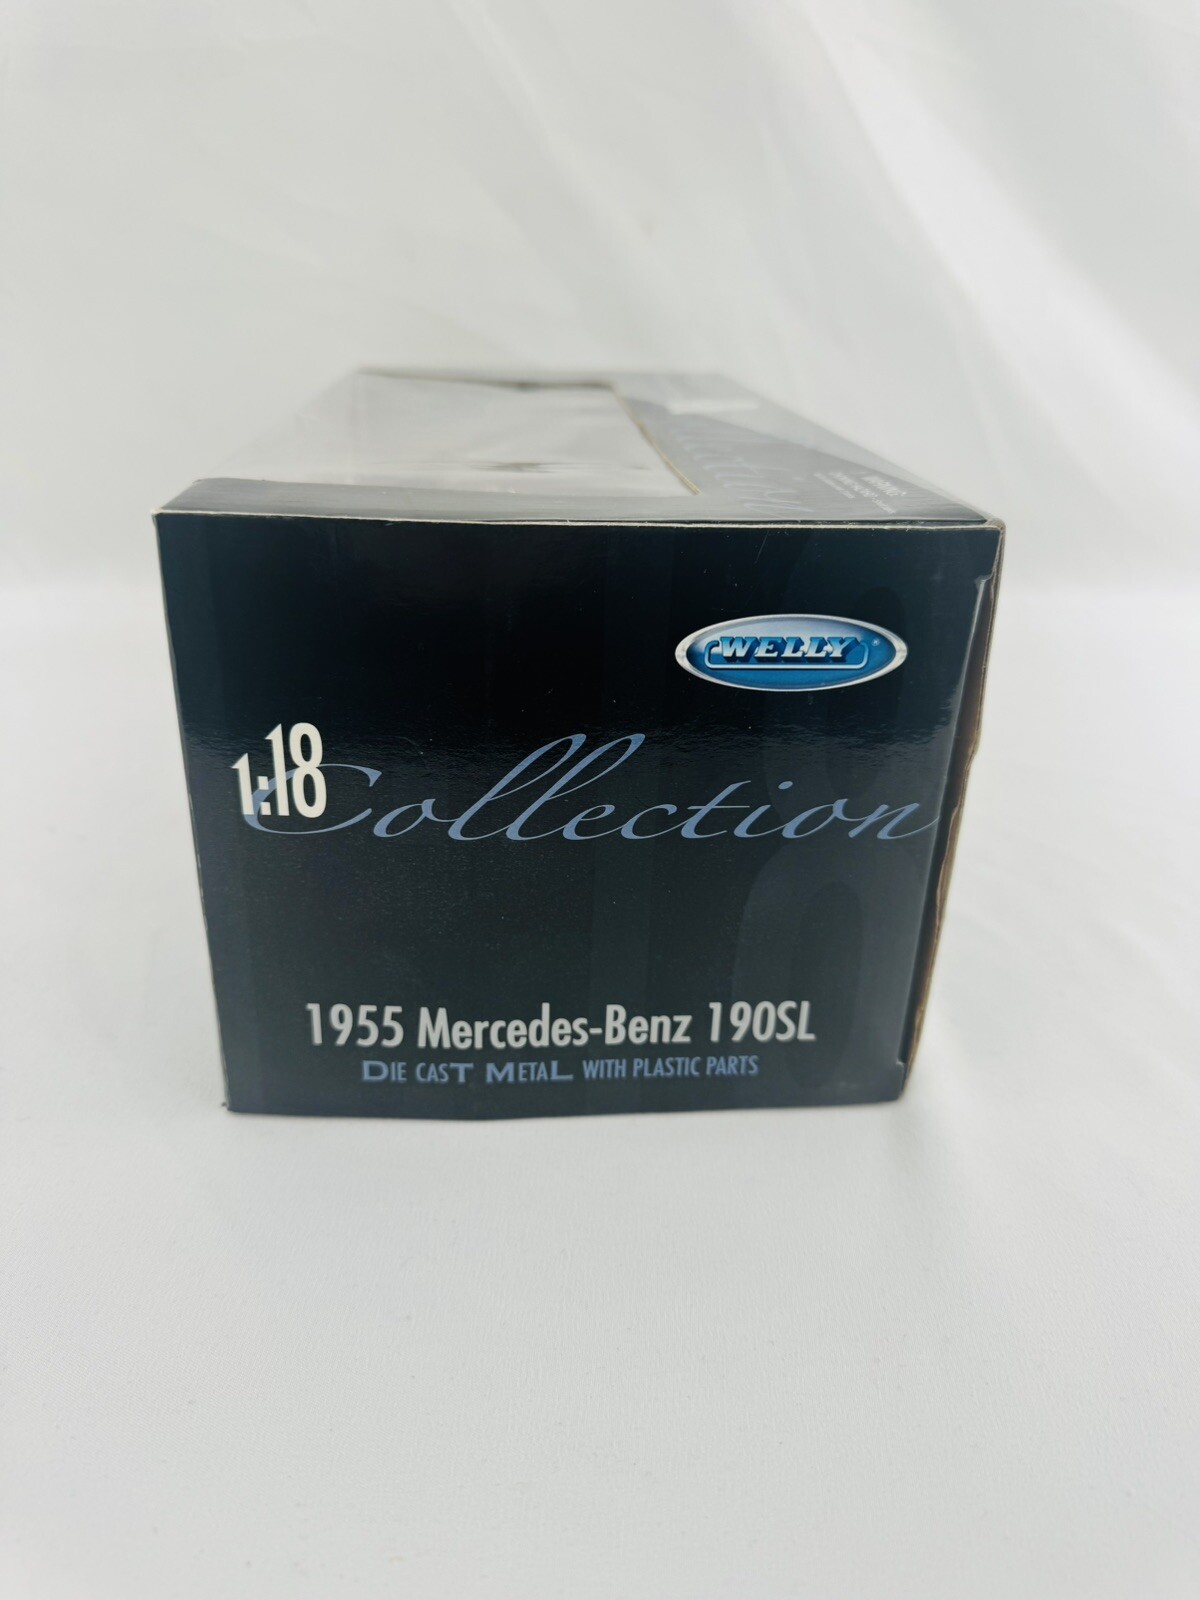 WELLY®
1:18
Collection
1955 Mercedes-Benz 190SL
DIE CAST METAL WITH PLASTIC PARTS